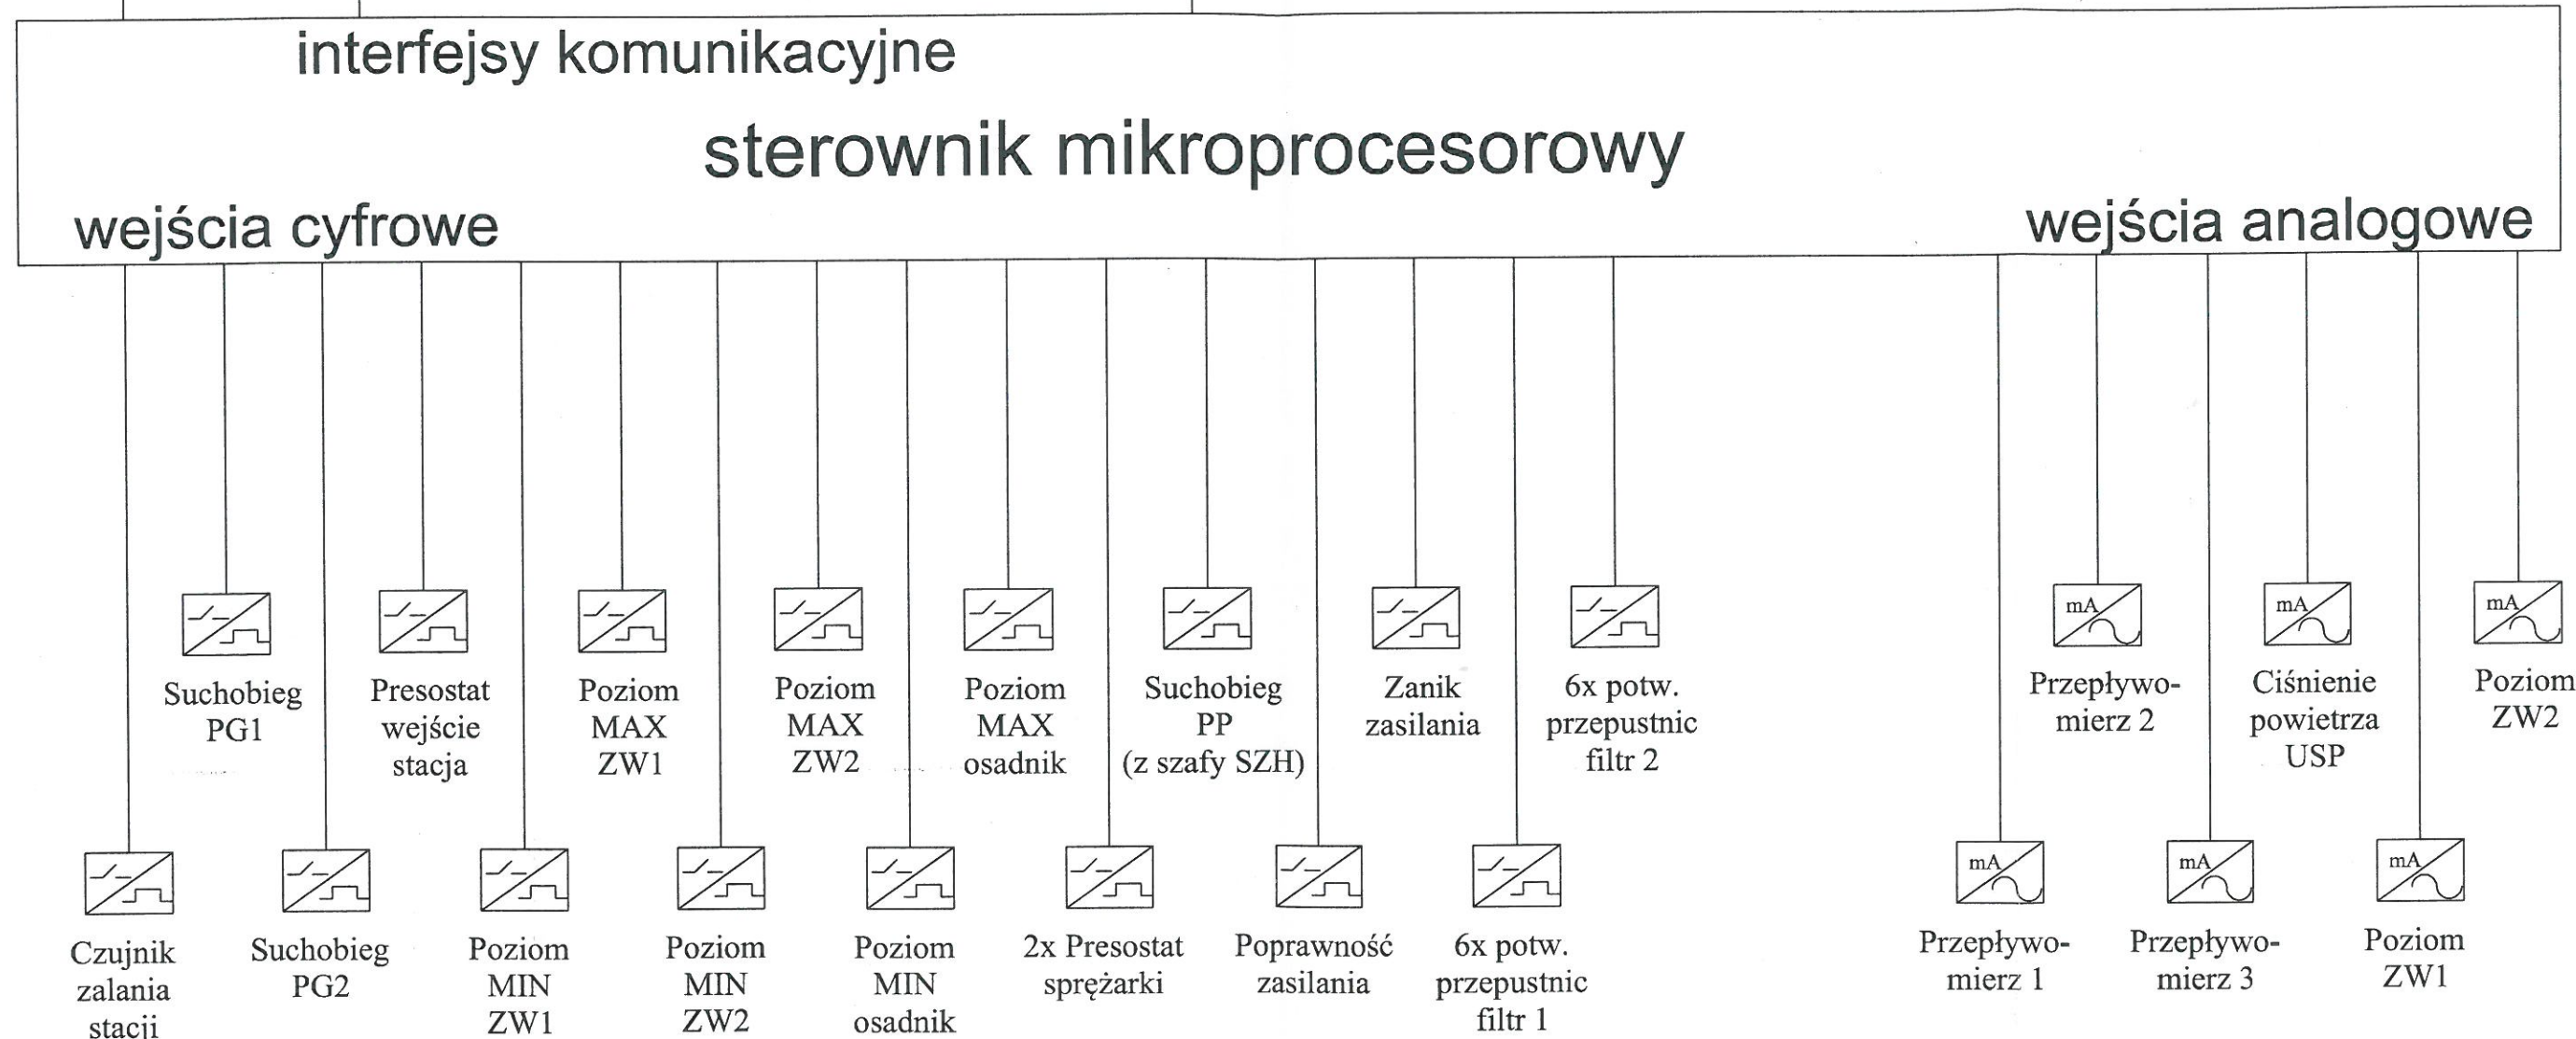 interfejsy komunikacyjne
sterownik mikroprocesorowy
wejścia cyfrowe
wejścia analogowe
Suchobieg
PG1
Presostat
wejście
stacja
Poziom
MAX
ZW1
Poziom
MAX
ZW2
Poziom
MAX
osadnik
Suchobieg
PP
(z szafy SZH)
Zanik
zasilania
6x potw.
przepustnic
filtr 2
mA
Przepływo-
mierz 2
mA
Ciśnienie
powietrza
USP
mA
Poziom
ZW2
Czujnik
zalania
stacji
Suchobieg
PG2
Poziom
MIN
ZW1
Poziom
MIN
ZW2
Poziom
MIN
osadnik
2x Presostat
sprężarki
Poprawność
zasilania
6x potw.
przepustnic
filtr 1
mA
Przepływo-
mierz 1
mA
Przepływo-
mierz 3
mA
Poziom
ZW1